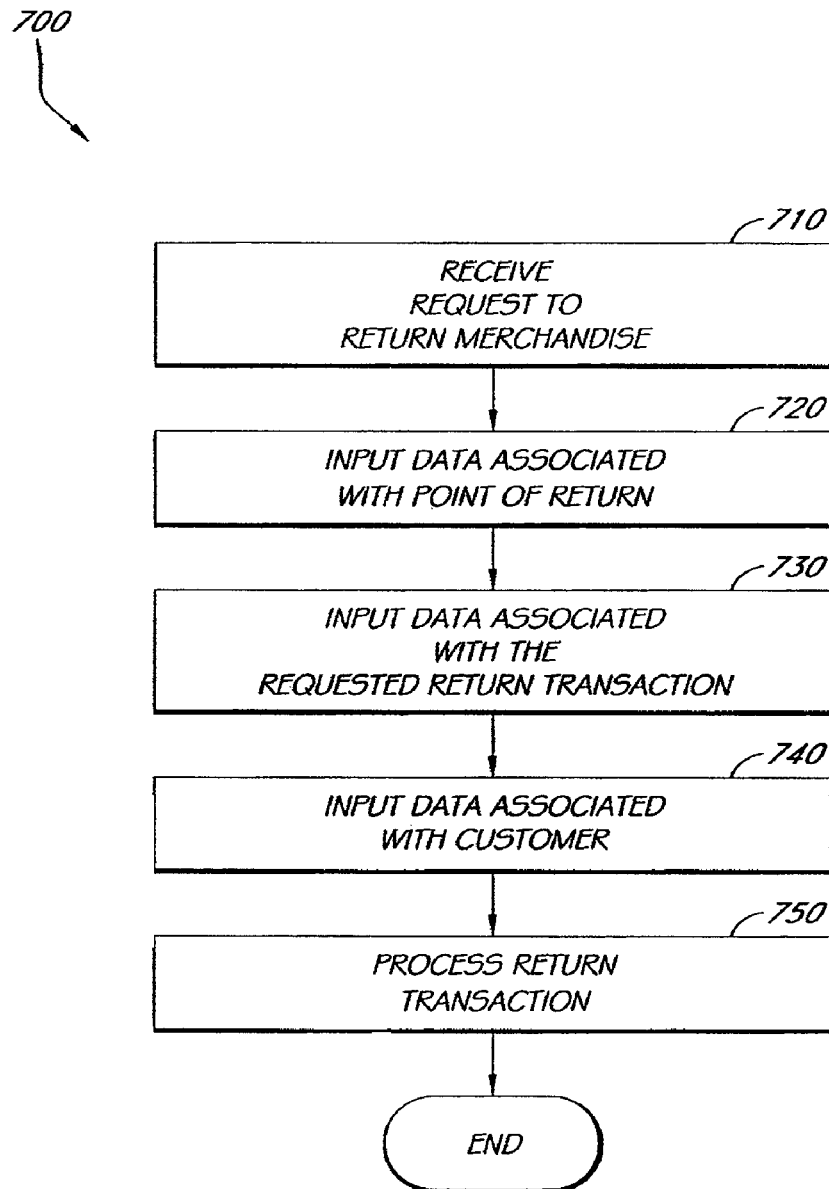 700
710
RECEIVE
REQUEST TO
RETURN MERCHANDISE
720
INPUT DATA ASSOCIATED
WITH POINT OF RETURN
730
INPUT DATA ASSOCIATED
WITH THE
REQUESTED RETURN TRANSACTION
740
INPUT DATA ASSOCIATED
WITH CUSTOMER
750
PROCESS RETURN
TRANSACTION
END